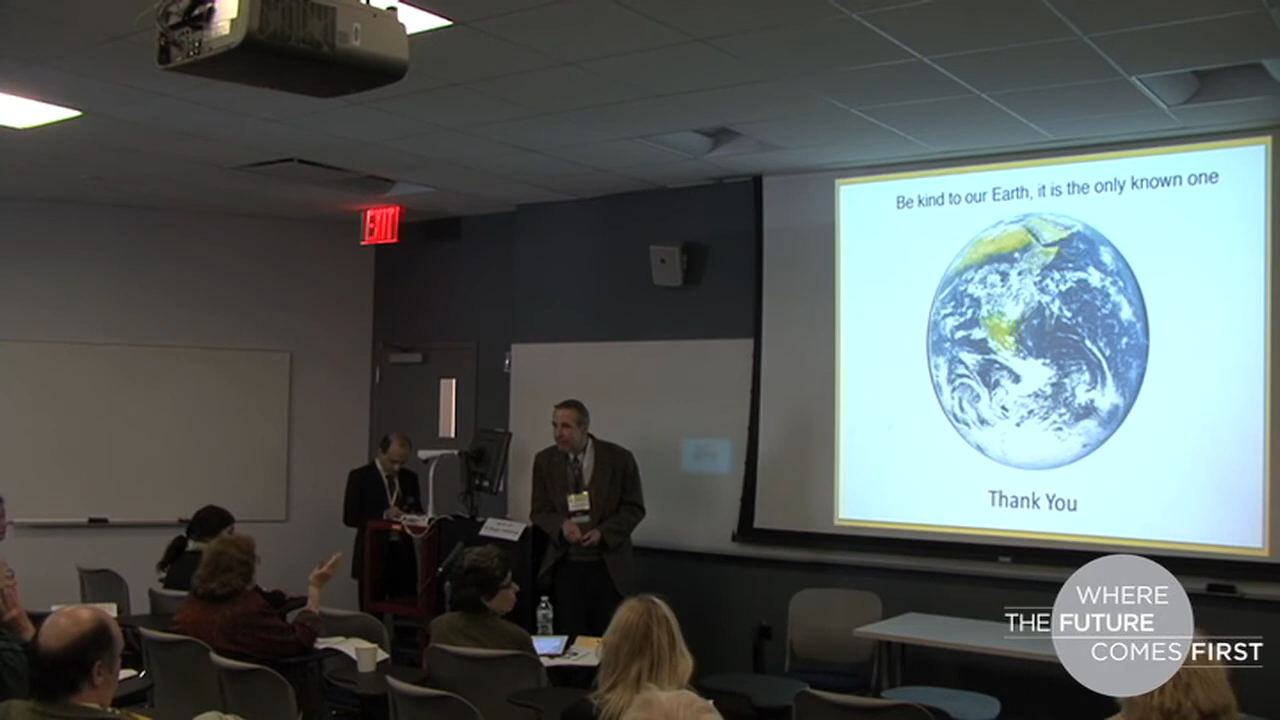 EXIT
Be kind to our Earth, it is the only known one
Thank You
WHERE
THE FUTURE
COMES FIRST